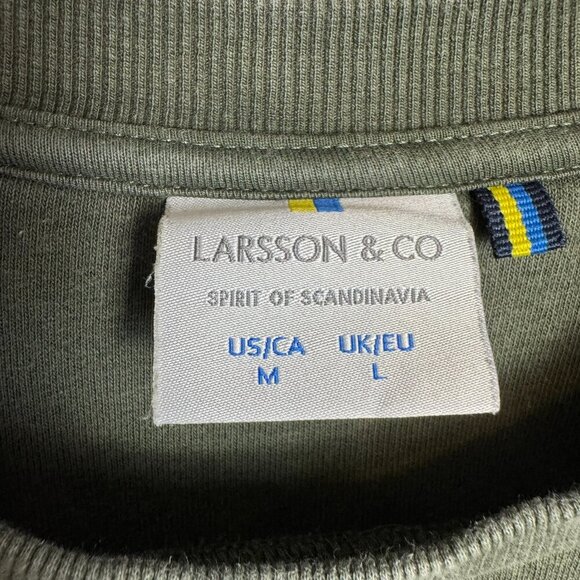 LARSSON & CO
SPIRIT OF SCANDINAVIA
US/CA UK/EU
M L